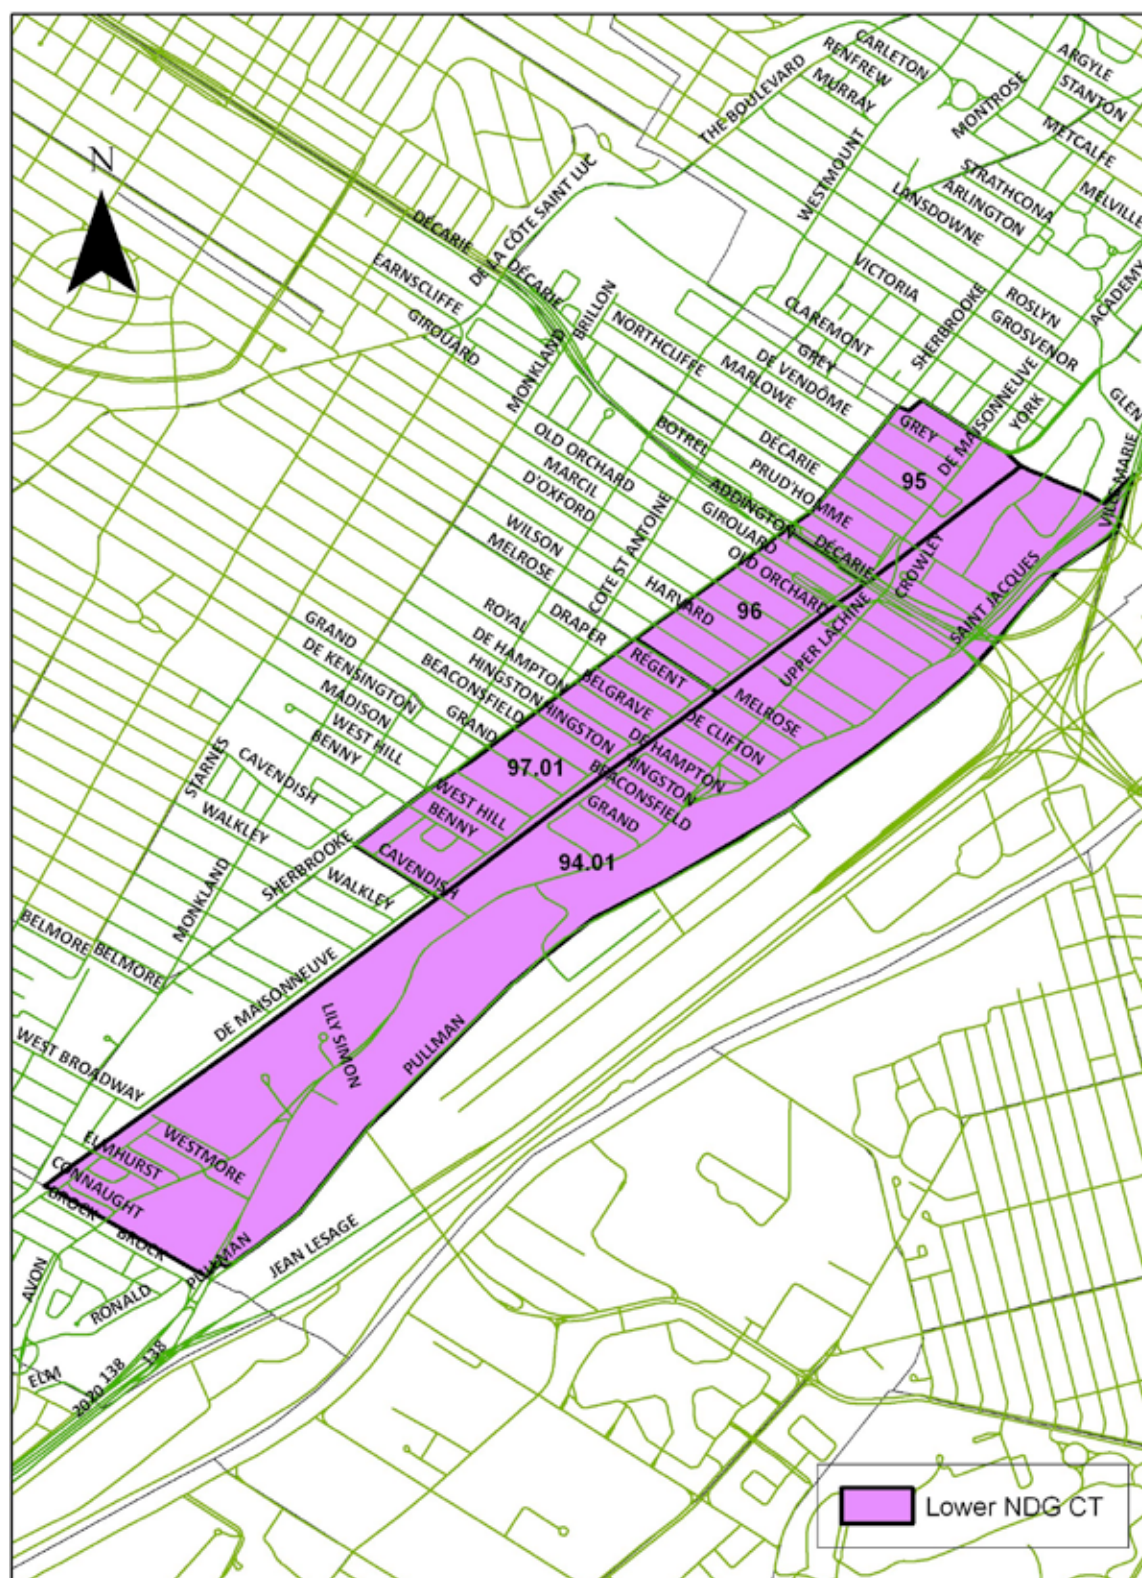 CARLETON
RENFREW
MURRAY
ARGYLE
STANTON
MONTROSE
METCALFE
THE BOULEVARD
WESTMOUNT
STRATHCONA
ARLINGTON
LANSDOWNE
MELVILLE
N
DE LA CÔTE SAINT LUC
DÉCARIE
DÉCARIE
EARNSCLIFFE
GIROUARD
BRILLON
MONKLAND
VICTORIA
ACADEMY
ROSLYN
GROSVENOR
SHERBROOKE
CLAREMONT
GREY
NORTHCLIFFE
DE VENDÔME
MARLOWE
DE MAISONNEUVE
YORK
GLEN
GREY
VILLE MARIE
OLD ORCHARD
MARCIL
D'OXFORD
BOTREL
DÉCARIE
PRUD'HOMME
95
ADDINGTON
GIROUARD
WILSON
MELROSE
COTE ST ANTOINE
DÉCARIE
OLD ORCHARD
CROWLEY
SAINT JACQUES
HARVARD
96
UPPER LACHINE
ROYAL
DRAPER
DE HAMPTON
HINGSTON
BEACONSFIELD
GRAND
GRAND
DE KENSINGTON
MADISON
WEST HILL
BENNY
REGENT
BELGRAVE
HINGSTON
MELROSE
DE CLIFTON
DE HAMPTON
HINGSTON
BEACONSFIELD
GRAND
97.01
STARNES
CAVENDISH
WALKLEY
WEST HILL
BENNY
CAVENDISH
94.01
SHERBROOKE
WALKLEY
MONKLAND
BELMORE
BELMORE
DE MAISONNEUVE
LILY SIMON
PULLMAN
WEST BROADWAY
WESTMORE
ELMHURST
CONNAUGHT
BROCK
BROCK
PULLMAN
JEAN LESAGE
AVON
RONALD
ELM
138
138
2020
Lower NDG CT